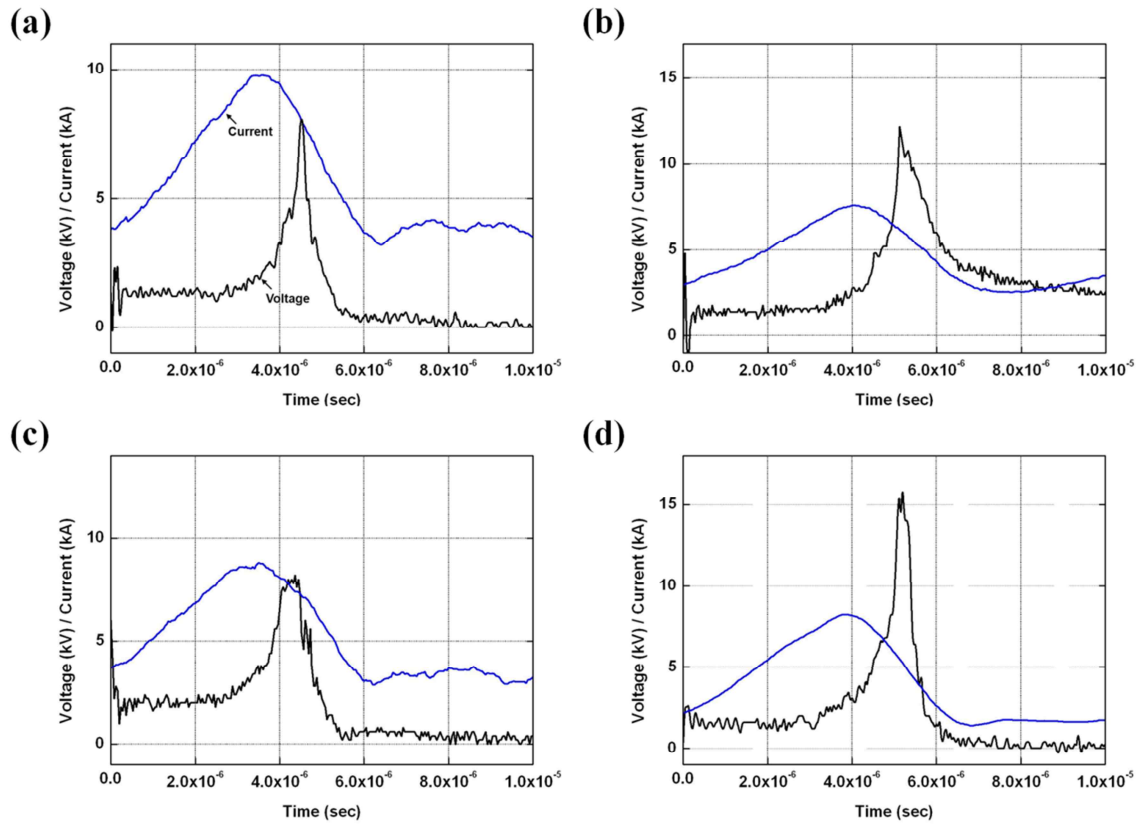 (a)
Voltage (kV) / Current (kA)
10
5
0
Current
Voltage
0.0 2.0x10⁻⁶ 4.0x10⁻⁶ 6.0x10⁻⁶ 8.0x10⁻⁶ 1.0x10⁻⁵
Time (sec)
(b)
Voltage (kV) / Current (kA)
15
10
5
0
0.0 2.0x10⁻⁶ 4.0x10⁻⁶ 6.0x10⁻⁶ 8.0x10⁻⁶ 1.0x10⁻⁵
Time (sec)
(c)
Voltage (kV) / Current (kA)
10
5
0
0.0 2.0x10⁻⁶ 4.0x10⁻⁶ 6.0x10⁻⁶ 8.0x10⁻⁶ 1.0x10⁻⁵
Time (sec)
(d)
Voltage (kV) / Current (kA)
15
10
5
0
0.0 2.0x10⁻⁶ 4.0x10⁻⁶ 6.0x10⁻⁶ 8.0x10⁻⁶ 1.0x10⁻⁵
Time (sec)